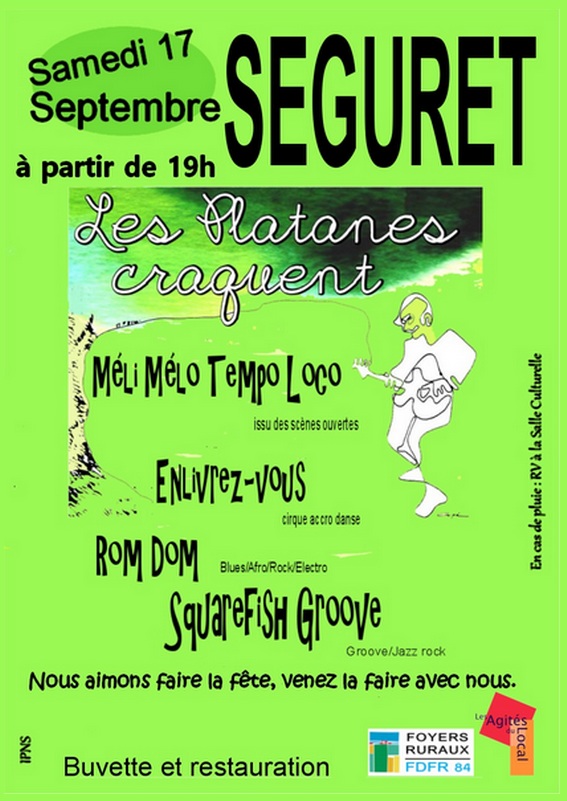 Samedi 17
Septembre
SEGURET
à partir de 19h
Les Platanes
craquent
Méli Mélo Tempo Loco
issu des scènes ouvertes
Enlivrez-vous
cirque accro danse
Rom Dom
Blues/Afro/Rock/Electro
SquareFish Groove
Groove/Jazz rock
En cas de pluie : RV à la Salle Culturelle
Nous aimons faire la fête, venez la faire avec nous.
Les Agités
du Local
FOYERS
RURAUX
FDFR 84
IPNS
Buvette et restauration